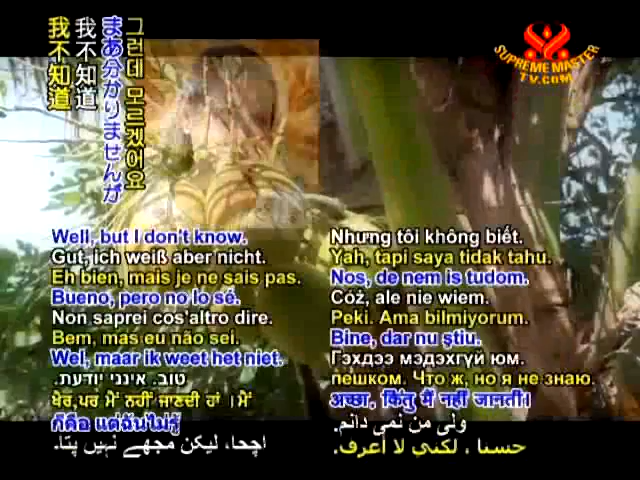 그런데 모르겠어요
まあ分かりませんが
我不知道
我不知道
SUPREME MASTER
TV.COM
Well, but I don't know.
Gut, ich weiß aber nicht.
Eh bien, mais je ne sais pas.
Bueno, pero no lo sé.
Non saprei cos'altro dire.
Bem, mas eu não sei.
Wel, maar ik weet het niet.
טוב. אינני יודעת.
ਖੈਰ,ਪਰ ਮੈਂ ਨਹੀਂ ਜਾਣਦੀ ਹਾਂ ।ਮੈਂ
ก็คือ แต่ฉันไม่รู้
اچحا، لیکن مجھے نہیں پتا.
Nhưng tôi không biết.
Yah, tapi saya tidak tahu.
Nos, de nem is tudom.
Cóż, ale nie wiem.
Peki. Ama bilmiyorum.
Bine, dar nu ştiu.
Гэхдээ мэдэхгүй юм.
пешком. Что ж, но я не знаю.
अच्छा, किंतु मैं नहीं जानती।
ولی من نمی دانم.
حسنا ، لكني لا أعرف.